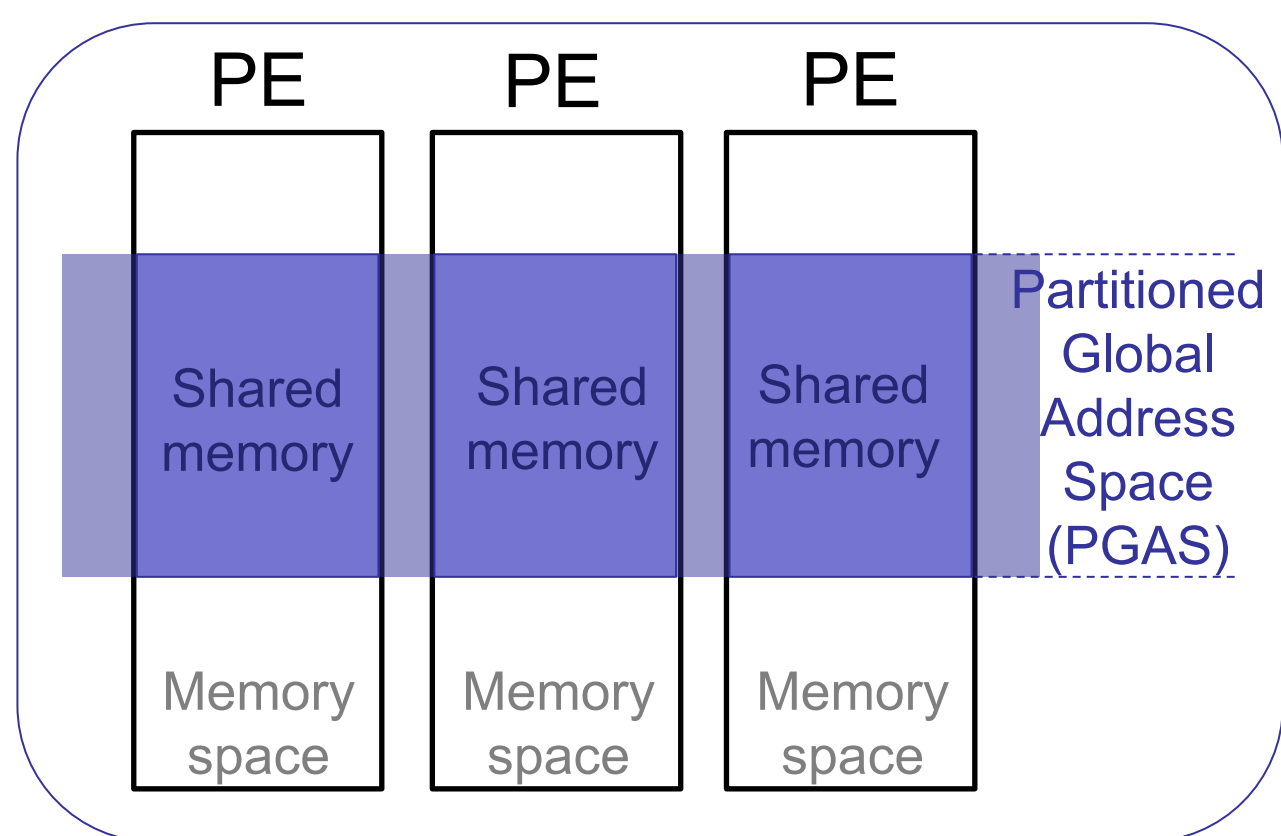 PE
PE
PE
Shared
memory
Shared
memory
Shared
memory
Partitioned
Global
Address
Space
(PGAS)
Memory
space
Memory
space
Memory
space